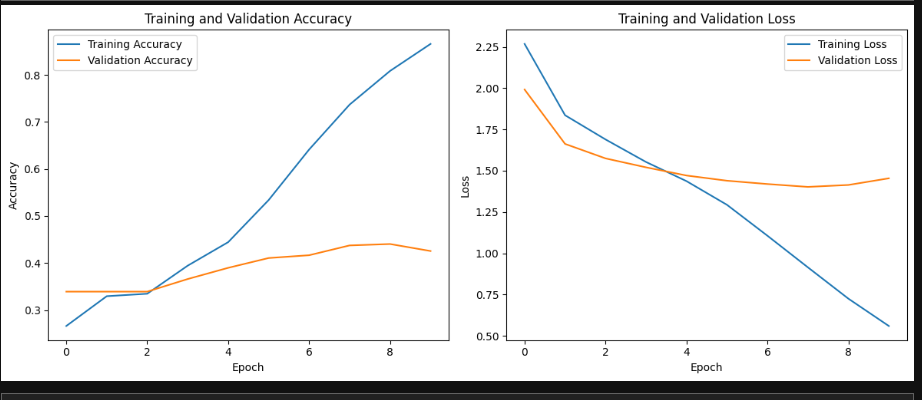 Training and Validation Accuracy
Training Accuracy
Validation Accuracy
0.8
0.7
0.6
0.5
0.4
0.3
Accuracy
0 2 4 6 8
Epoch
Training and Validation Loss
Training Loss
Validation Loss
2.25
2.00
1.75
1.50
1.25
1.00
0.75
0.50
Loss
0 2 4 6 8
Epoch